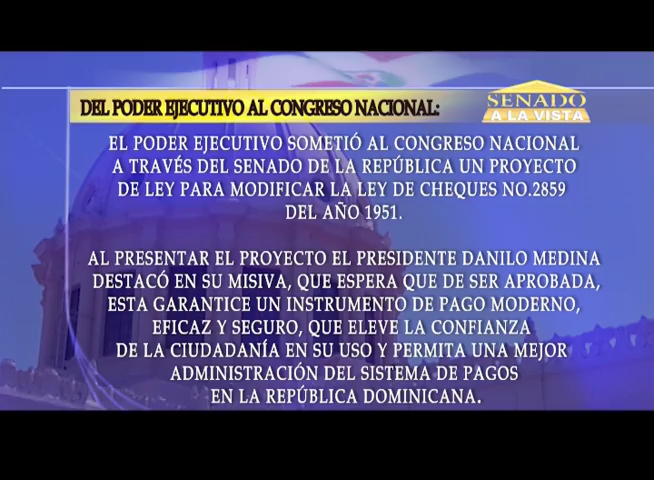 DEL PODER EJECUTIVO AL CONGRESO NACIONAL:
SENADO
A LA VISTA
EL PODER EJECUTIVO SOMETIÓ AL CONGRESO NACIONAL
A TRAVÉS DEL SENADO DE LA REPÚBLICA UN PROYECTO
DE LEY PARA MODIFICAR LA LEY DE CHEQUES NO.2859
DEL AÑO 1951.
AL PRESENTAR EL PROYECTO EL PRESIDENTE DANILO MEDINA
DESTACÓ EN SU MISIVA, QUE ESPERA QUE DE SER APROBADA,
ESTA GARANTICE UN INSTRUMENTO DE PAGO MODERNO,
EFICAZ Y SEGURO, QUE ELEVE LA CONFIANZA
DE LA CIUDADANÍA EN SU USO Y PERMITA UNA MEJOR
ADMINISTRACIÓN DEL SISTEMA DE PAGOS
EN LA REPÚBLICA DOMINICANA.